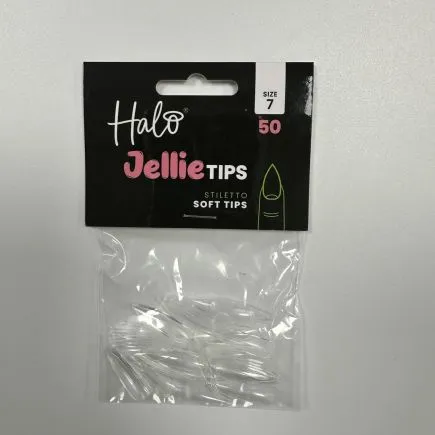 Halo
SIZE
7
50
Jellie TIPS
STILETTO
SOFT TIPS